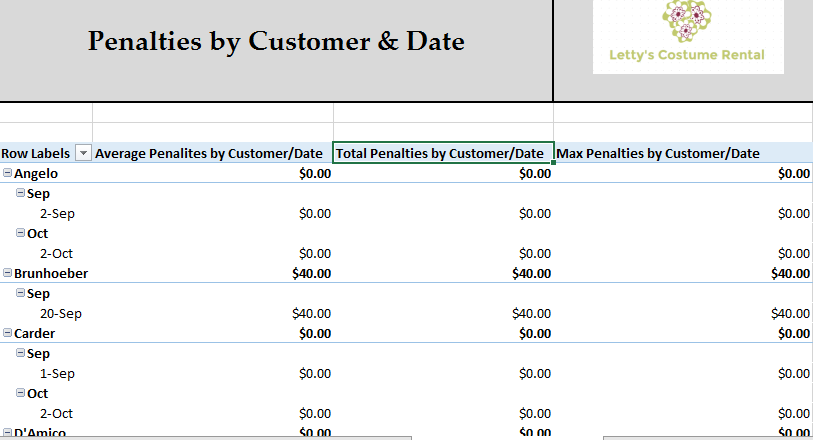 Penalties by Customer & Date
Letty's Costume Rental
Row Labels Average Penalites by Customer/Date Total Penalties by Customer/Date Max Penalties by Customer/Date
Angelo $0.00 $0.00 $0.00
Sep
2-Sep $0.00 $0.00 $0.00
Oct
2-Oct $0.00 $0.00 $0.00
Brunhoeber $40.00 $40.00 $40.00
Sep
20-Sep $40.00 $40.00 $40.00
Carder $0.00 $0.00 $0.00
Sep
1-Sep $0.00 $0.00 $0.00
Oct
2-Oct $0.00 $0.00 $0.00
D'Amico $0.00 $0.00 $0.00